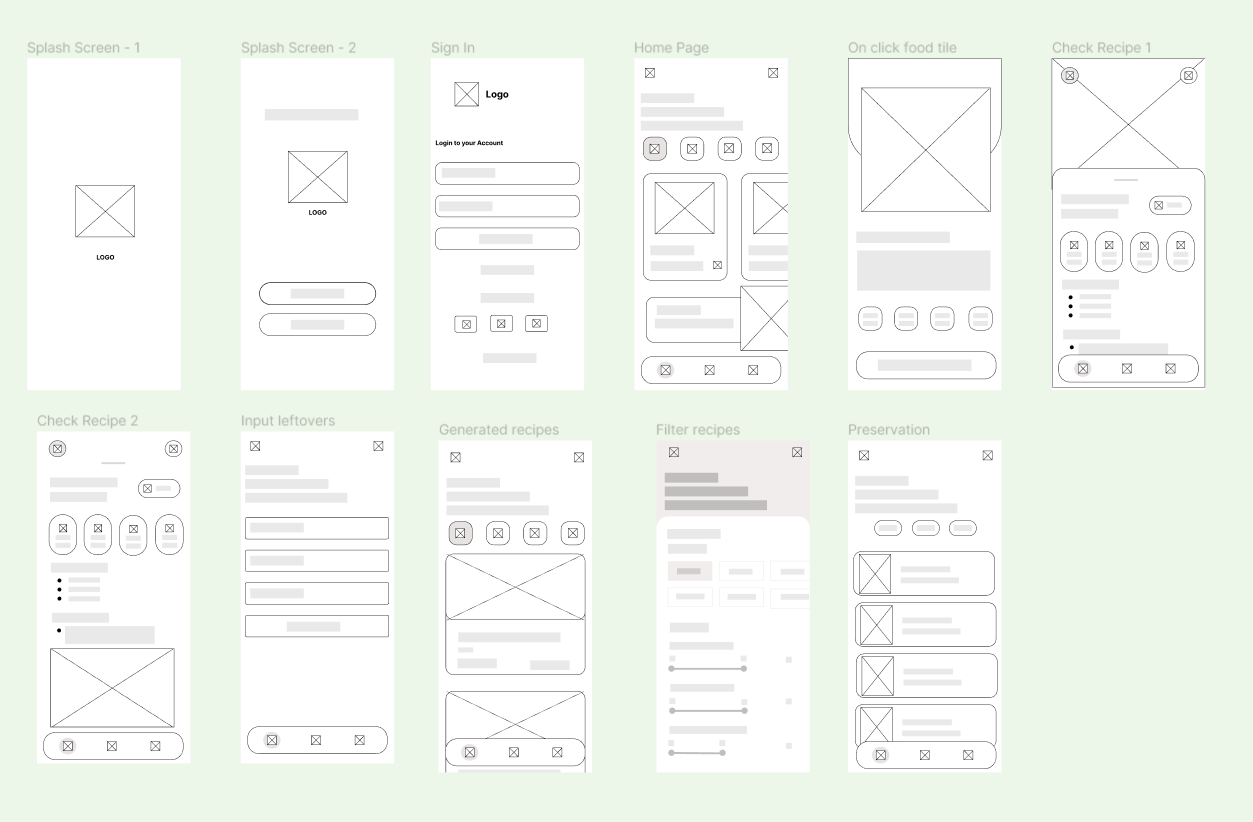 Splash Screen - 1
Splash Screen - 2
Sign In
Home Page
On click food tile
Check Recipe 1
Logo
Login to your Account
LOGO
LOGO
Check Recipe 2
Input leftovers
Generated recipes
Filter recipes
Preservation